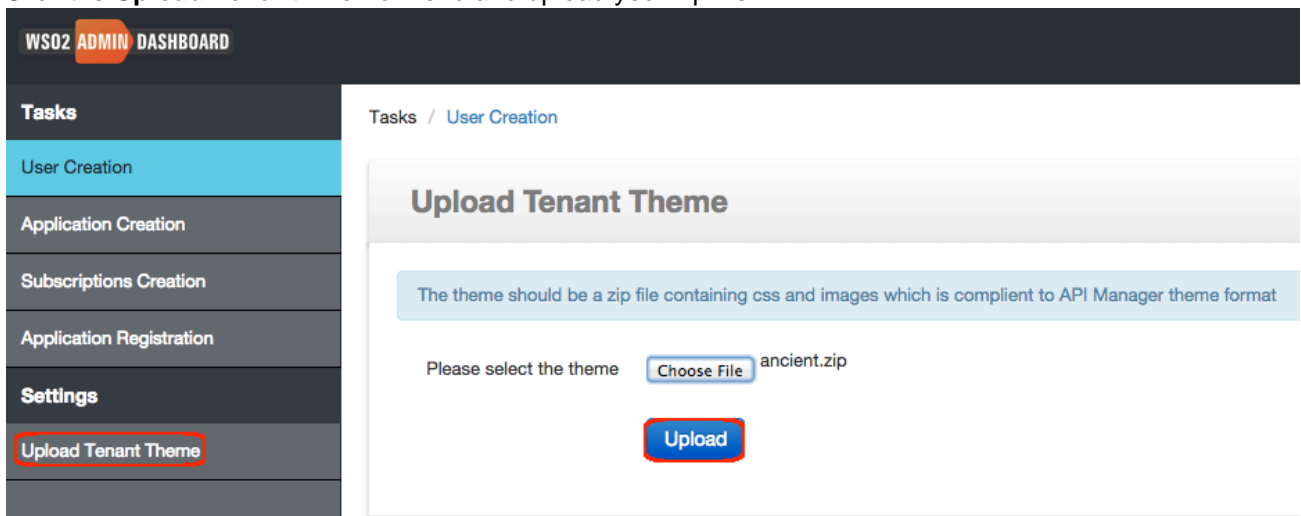 WSO2 ADMIN DASHBOARD
Tasks
User Creation
Application Creation
Subscriptions Creation
Application Registration
Settings
Upload Tenant Theme
Tasks / User Creation
Upload Tenant Theme
The theme should be a zip file containing css and images which is complient to API Manager theme format
Please select the theme Choose File ancient.zip
Upload